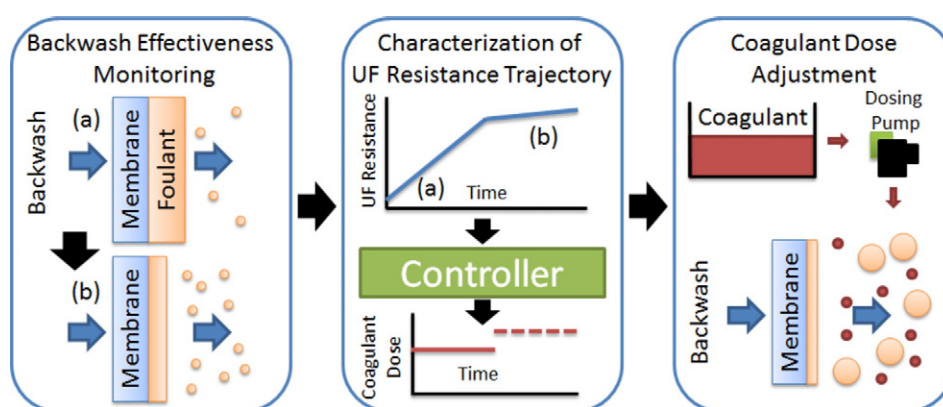 Backwash Effectiveness
Monitoring
Backwash
(a)
Membrane
Foulant
(b)
Membrane
Characterization of
UF Resistance Trajectory
UF Resistance
(a)
(b)
Time
Controller
Coagulant
Dose
Time
Coagulant Dose
Adjustment
Coagulant
Dosing
Pump
Backwash
Membrane